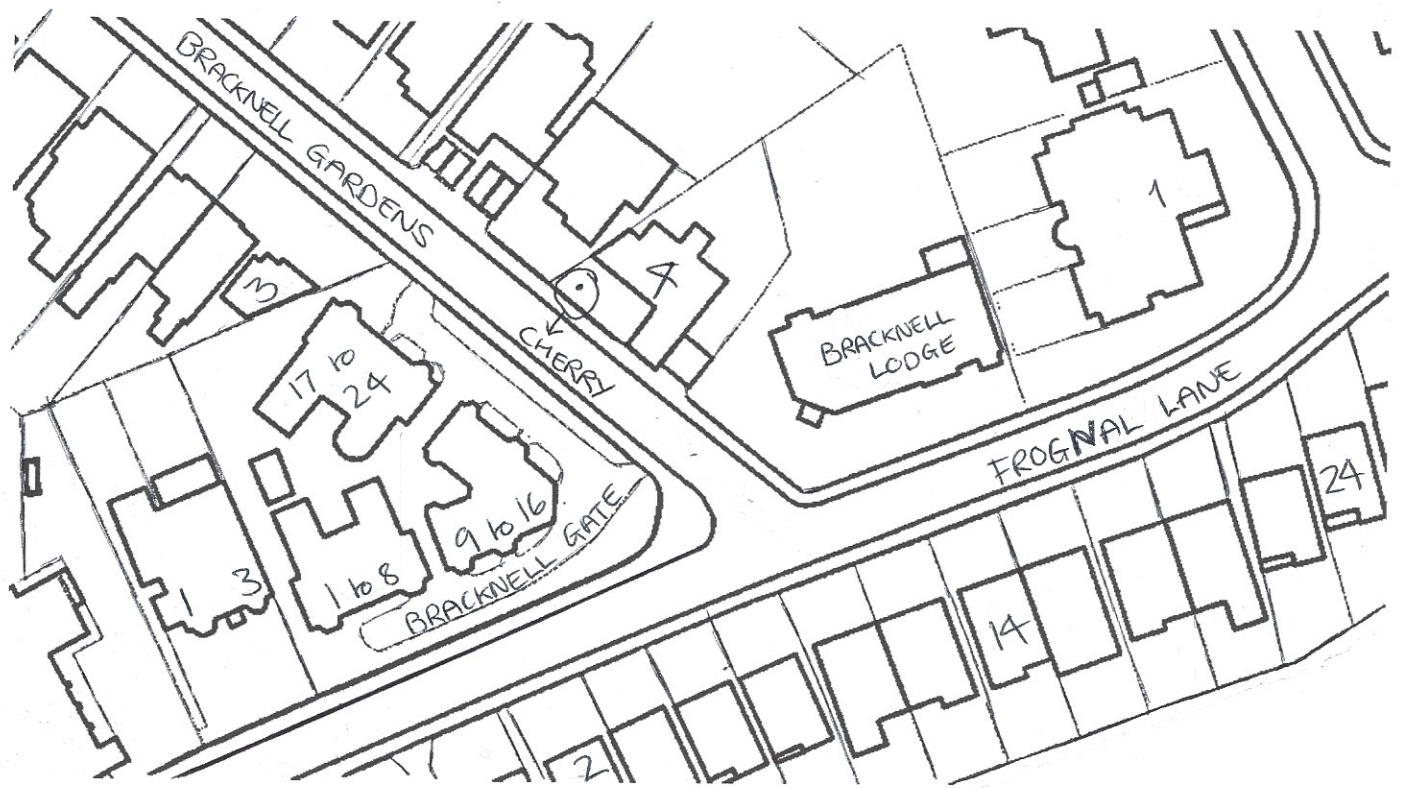 BRACKNELL GARDENS
1
4
3
CHERRY
BRACKNELL
LODGE
17 to
24
FROGNAL LANE
24
9 to 16
BRACKNELL GATE
1 to 8
1 3
14
2